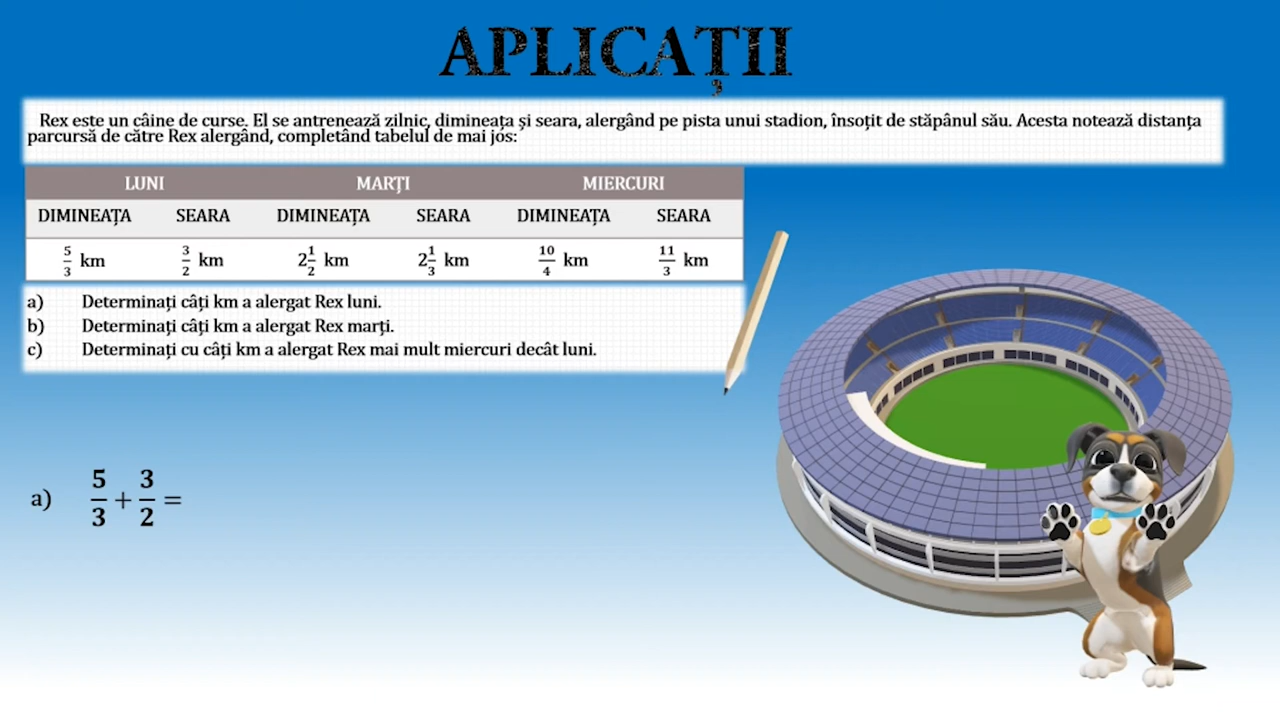 APLICAȚII
Rex este un câine de curse. El se antrenează zilnic, dimineața și seara, alergând pe pista unui stadion, însoțit de stăpânul său. Acesta notează distanța
parcursă de către Rex alergând, completând tabelul de mai jos:
LUNI MARȚI MIERCURI
DIMINEAȚA SEARA DIMINEAȚA SEARA DIMINEAȚA SEARA
5/3 km 3/2 km 2 1/2 km 2 1/3 km 10/4 km 11/3 km
a) Determinați câți km a alergat Rex luni.
b) Determinați câți km a alergat Rex marți.
c) Determinați cu câți km a alergat Rex mai mult miercuri decât luni.
a) 5/3 + 3/2 =